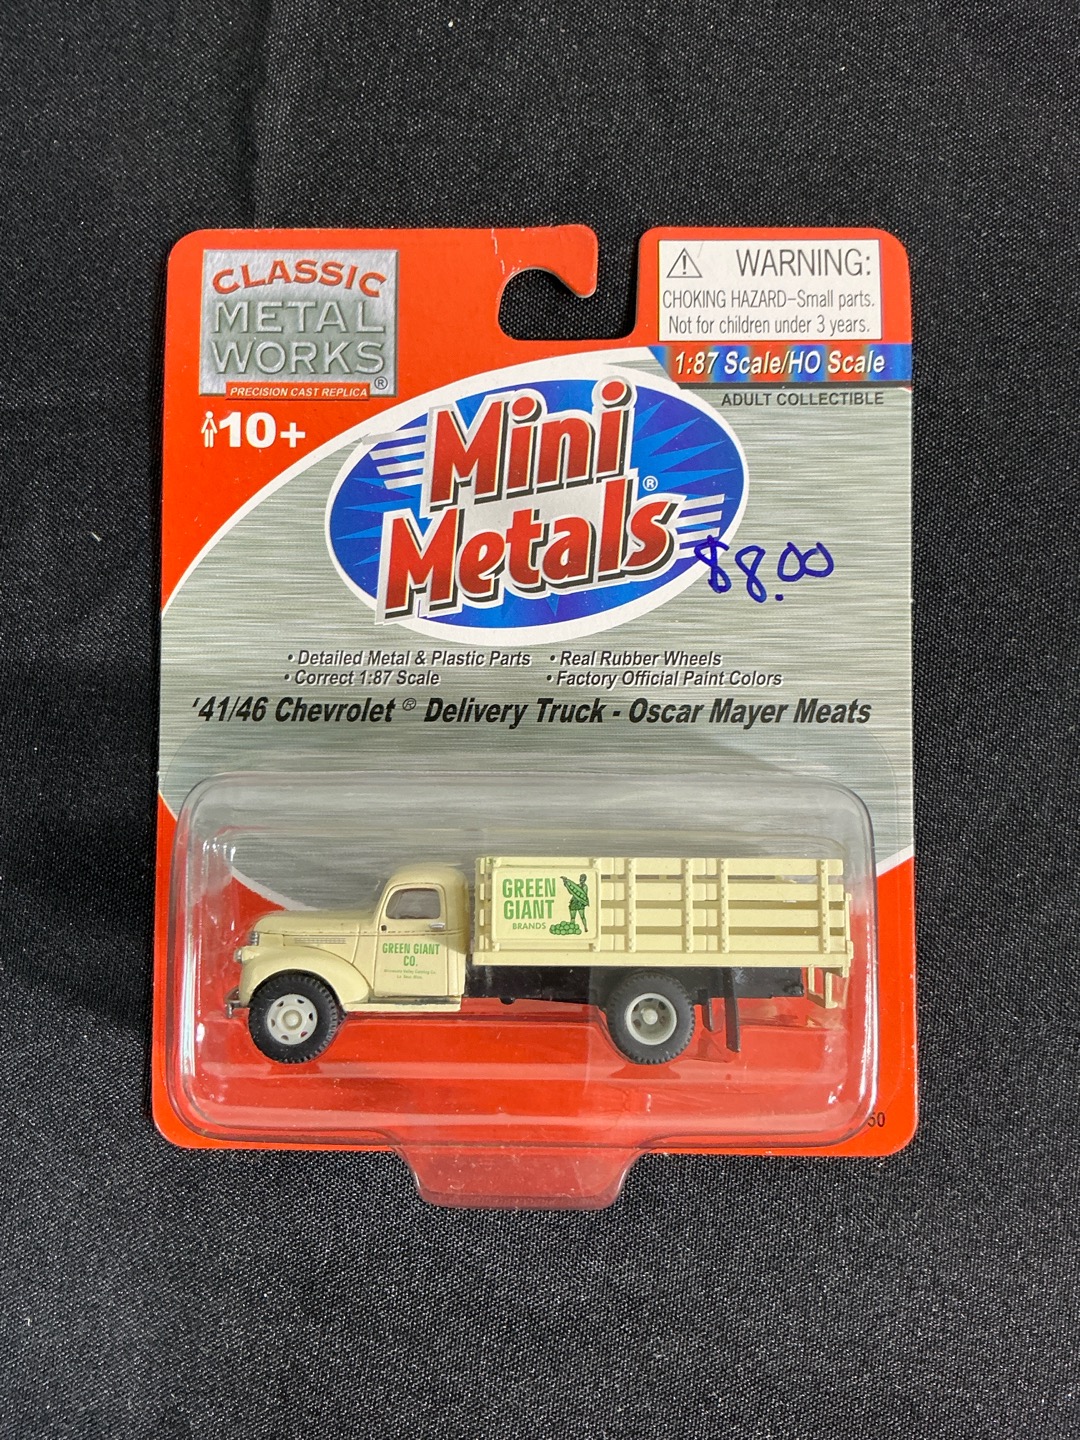 CLASSIC
METAL
WORKS®
PRECISION CAST REPLICA
10+
WARNING:
CHOKING HAZARD–Small parts.
Not for children under 3 years.
1:87 Scale/HO Scale
ADULT COLLECTIBLE
Mini
Metals®
$8.00
• Detailed Metal & Plastic Parts • Real Rubber Wheels
• Correct 1:87 Scale • Factory Official Paint Colors
'41/46 Chevrolet® Delivery Truck - Oscar Mayer Meats
GREEN
GIANT
BRANDS
GREEN GIANT
CO.
50